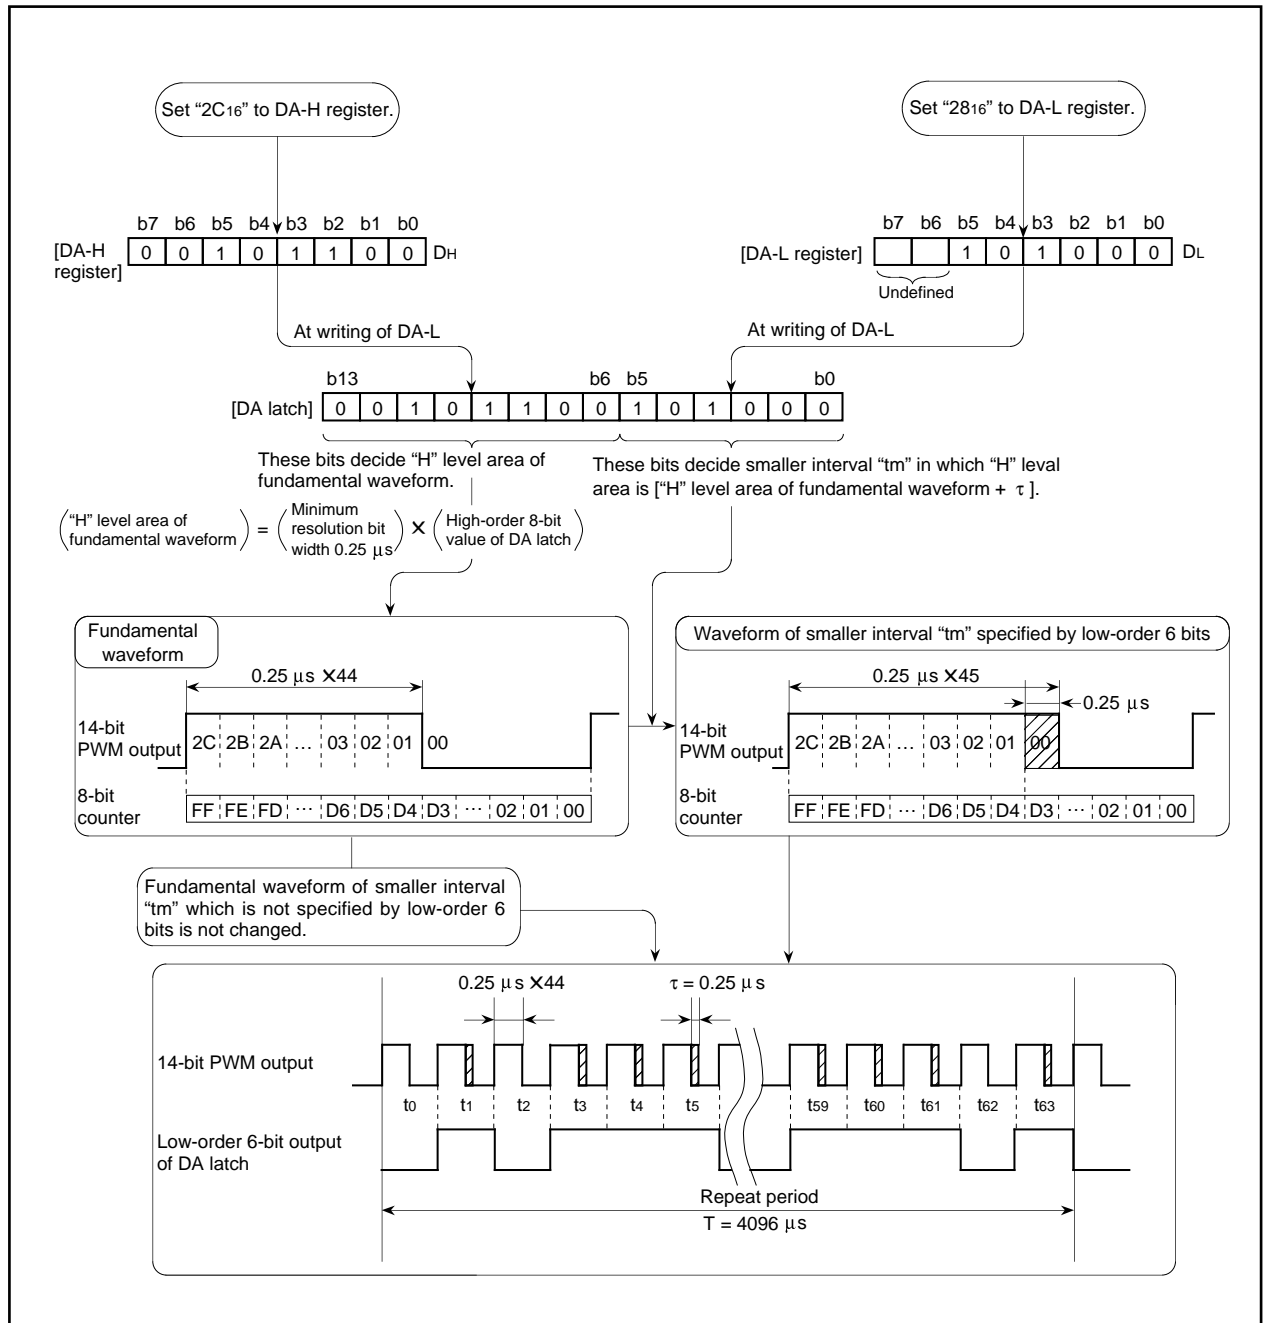 Set “2C16” to DA-H register.
Set “2816” to DA-L register.
b7 b6 b5 b4 b3 b2 b1 b0
[DA-H register] 0 0 1 0 1 1 0 0 DH
b7 b6 b5 b4 b3 b2 b1 b0
[DA-L register] 1 0 1 0 0 0 DL
Undefined
At writing of DA-L
At writing of DA-L
b13 b6 b5 b0
[DA latch] 0 0 1 0 1 1 0 0 1 0 1 0 0 0
These bits decide “H” level area of
fundamental waveform.
These bits decide smaller interval “tm” in which “H” leval
area is [“H” level area of fundamental waveform + τ ].
(“H” level area of
fundamental waveform) = (Minimum
resolution bit
width 0.25 μs) × (High-order 8-bit
value of DA latch)
Fundamental
waveform
0.25 μs ×44
14-bit
PWM output
2C 2B 2A … 03 02 01 00
8-bit
counter
FF FE FD … D6 D5 D4 D3 … 02 01 00
Waveform of smaller interval “tm” specified by low-order 6 bits
0.25 μs ×45
0.25 μs
14-bit
PWM output
2C 2B 2A … 03 02 01 00
8-bit
counter
FF FE FD … D6 D5 D4 D3 … 02 01 00
Fundamental waveform of smaller interval
“tm” which is not specified by low-order 6
bits is not changed.
0.25 μs ×44
τ = 0.25 μs
14-bit PWM output
t0 t1 t2 t3 t4 t5 t59 t60 t61 t62 t63
Low-order 6-bit output
of DA latch
Repeat period
T = 4096 μs